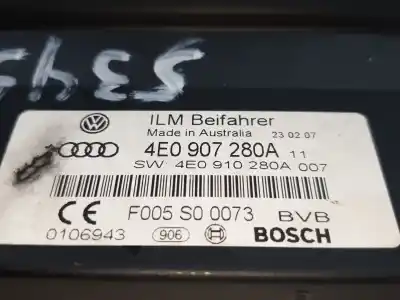 ILM Beifahrer
Made in Australia 23 02 07
4E0 907 280A 11
SW: 4E0 910 280A 007
CE F005 S0 0073 BVB
0106943 906 BOSCH